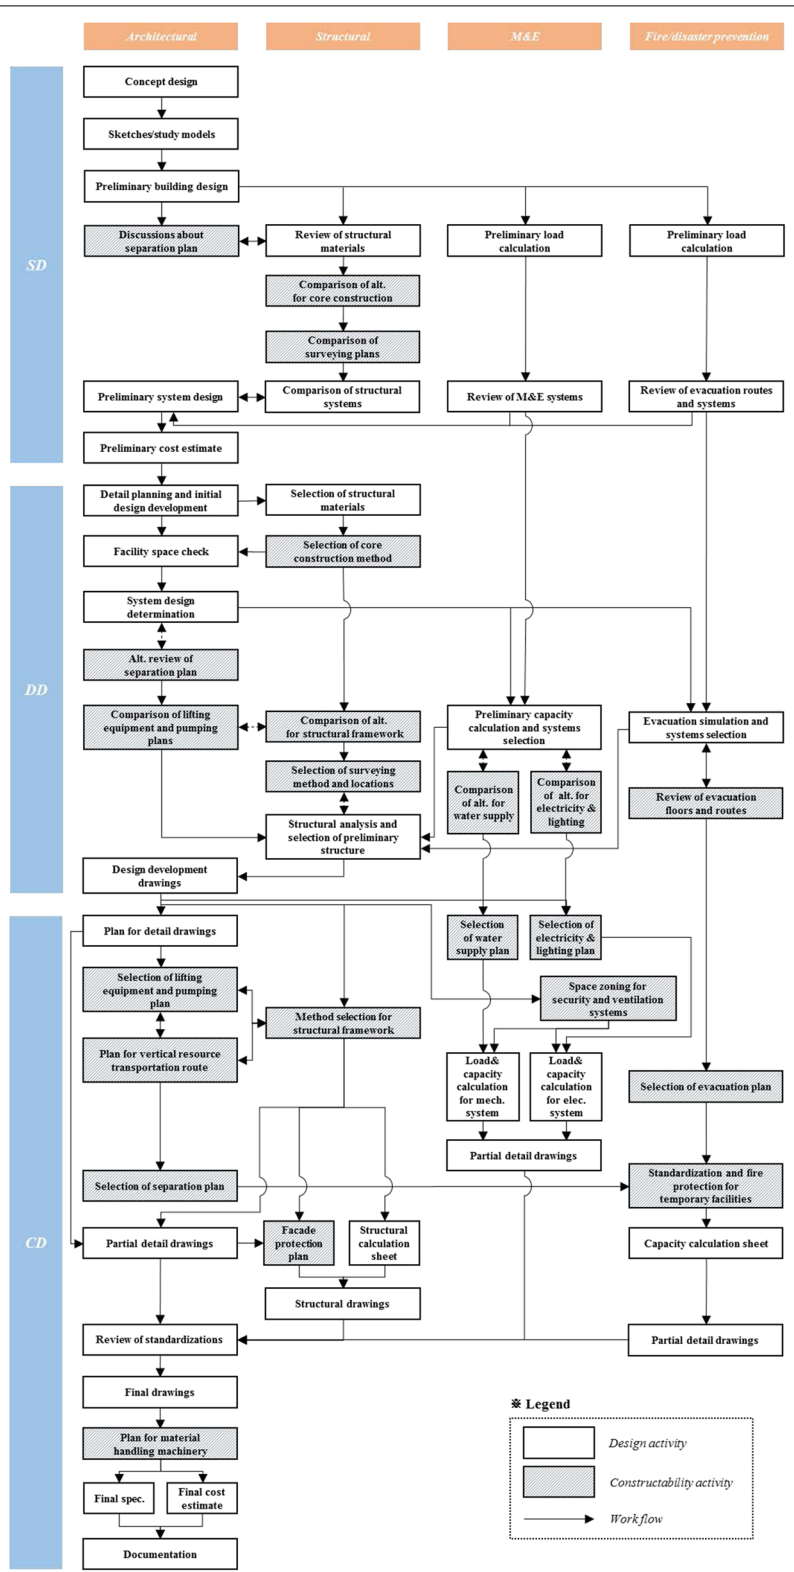 Architectural
Structural
M&E
Fire/disaster prevention
SD
Concept design
Sketches/study models
Preliminary building design
Discussions about
separation plan
Review of structural
materials
Preliminary load
calculation
Preliminary load
calculation
Comparison of alt.
for core construction
Comparison of
surveying plans
Preliminary system design
Comparison of structural
systems
Review of M&E systems
Review of evacuation routes
and systems
Preliminary cost estimate
DD
Detail planning and initial
design development
Selection of structural
materials
Facility space check
Selection of core
construction method
System design
determination
Alt. review of
separation plan
Comparison of lifting
equipment and pumping
plans
Comparison of alt.
for structural framework
Preliminary capacity
calculation and systems
selection
Evacuation simulation and
systems selection
Selection of surveying
method and locations
Comparison
of alt. for
water supply
Comparison
of alt. for
electricity &
lighting
Review of evacuation
floors and routes
Structural analysis and
selection of preliminary
structure
Design development
drawings
CD
Plan for detail drawings
Selection
of water
supply plan
Selection of
electricity &
lighting plan
Selection of lifting
equipment and pumping
plan
Space zoning for
security and ventilation
systems
Method selection for
structural framework
Plan for vertical resource
transportation route
Load&
capacity
calculation
for mech.
system
Load&
capacity
calculation
for elec.
system
Selection of evacuation plan
Partial detail drawings
Selection of separation plan
Standardization and fire
protection for
temporary facilities
Partial detail drawings
Facade
protection
plan
Structural
calculation
sheet
Capacity calculation sheet
Structural drawings
Review of standardizations
Partial detail drawings
Final drawings
Plan for material
handling machinery
Final spec.
Final cost
estimate
Documentation
※ Legend
Design activity
Constructability activity
Work flow